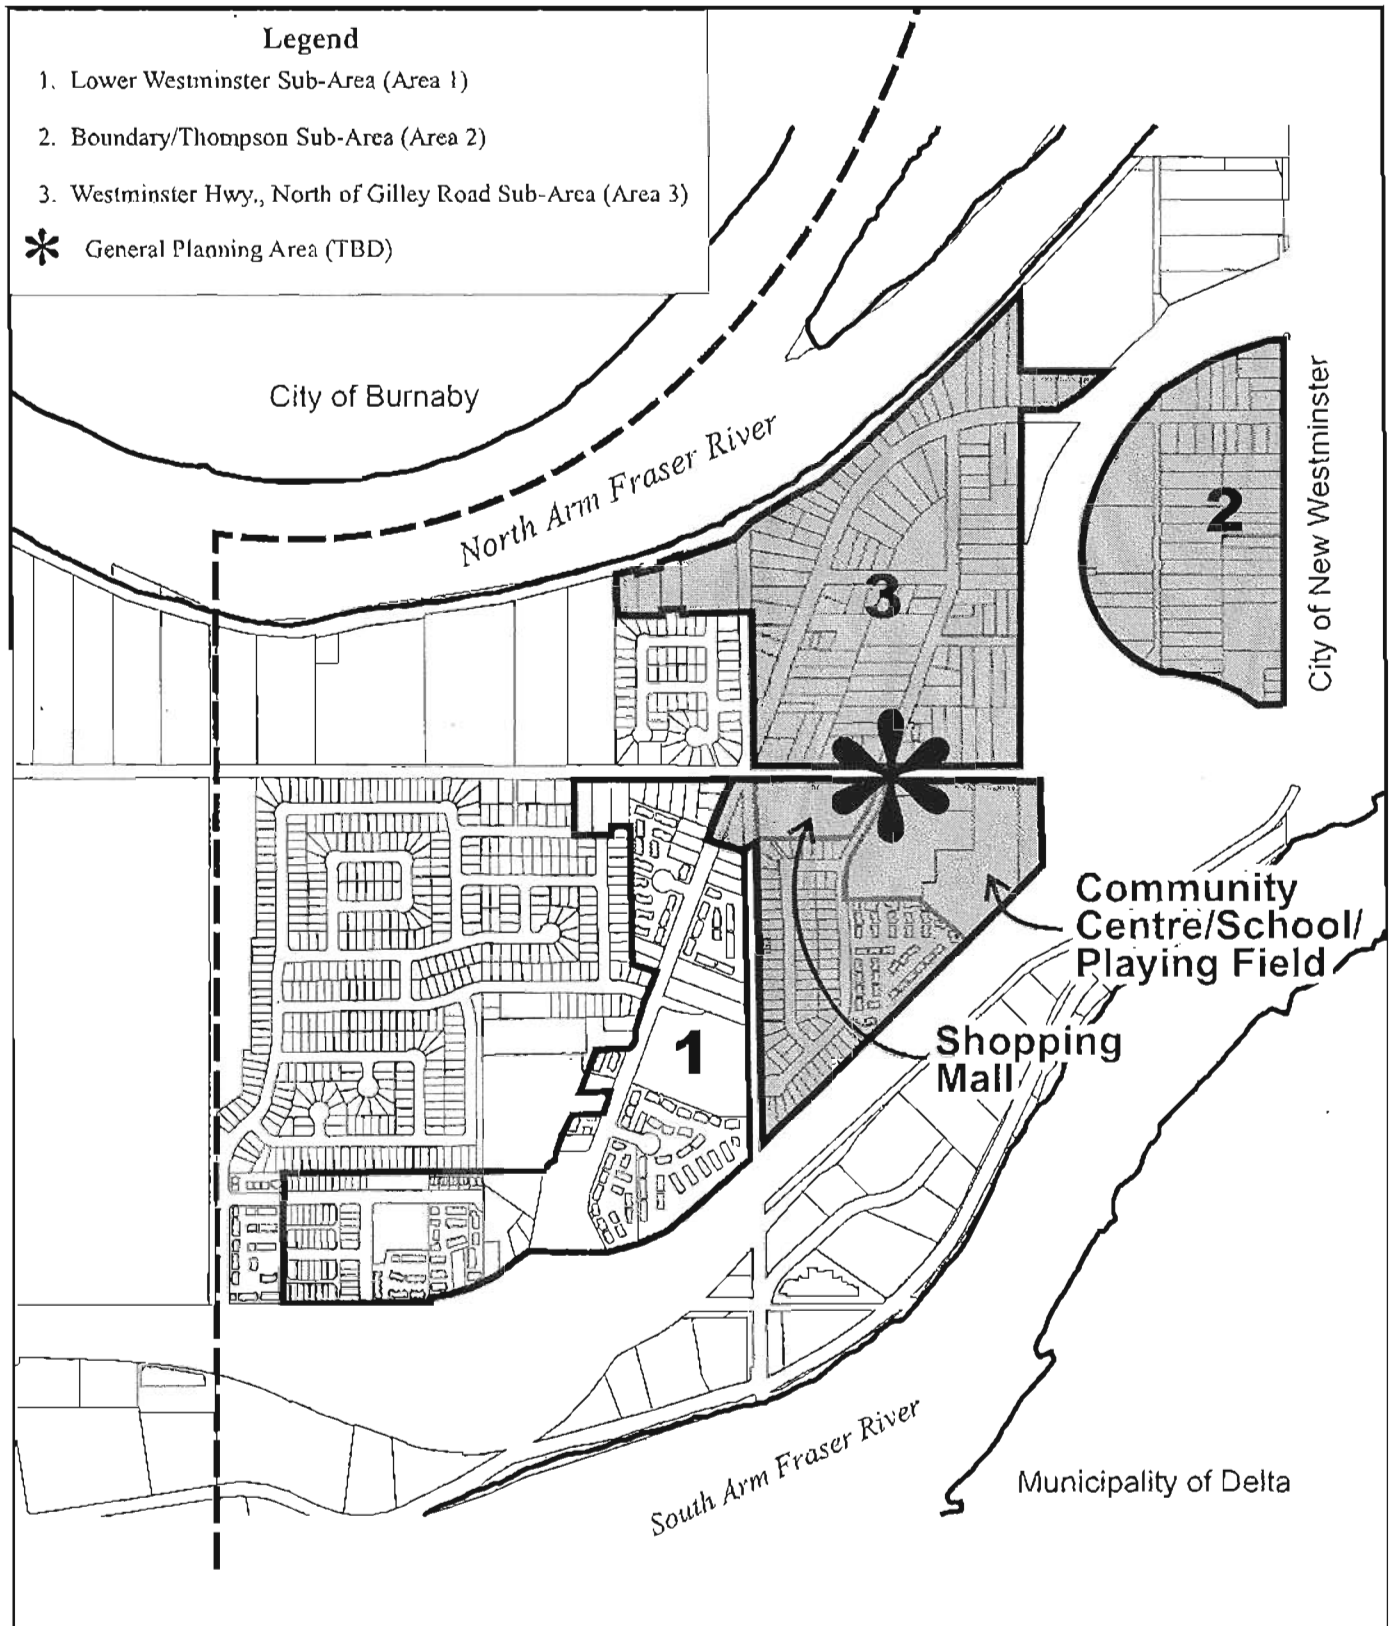 Legend
1. Lower Westminster Sub-Area (Area 1)
2. Boundary/Thompson Sub-Area (Area 2)
3. Westminster Hwy., North of Gilley Road Sub-Area (Area 3)
General Planning Area (TBD)
City of Burnaby
North Arm Fraser River
City of New Westminster
2
3
1
Community
Centre/School/
Playing Field
Shopping
Mall
South Arm Fraser River
Municipality of Delta